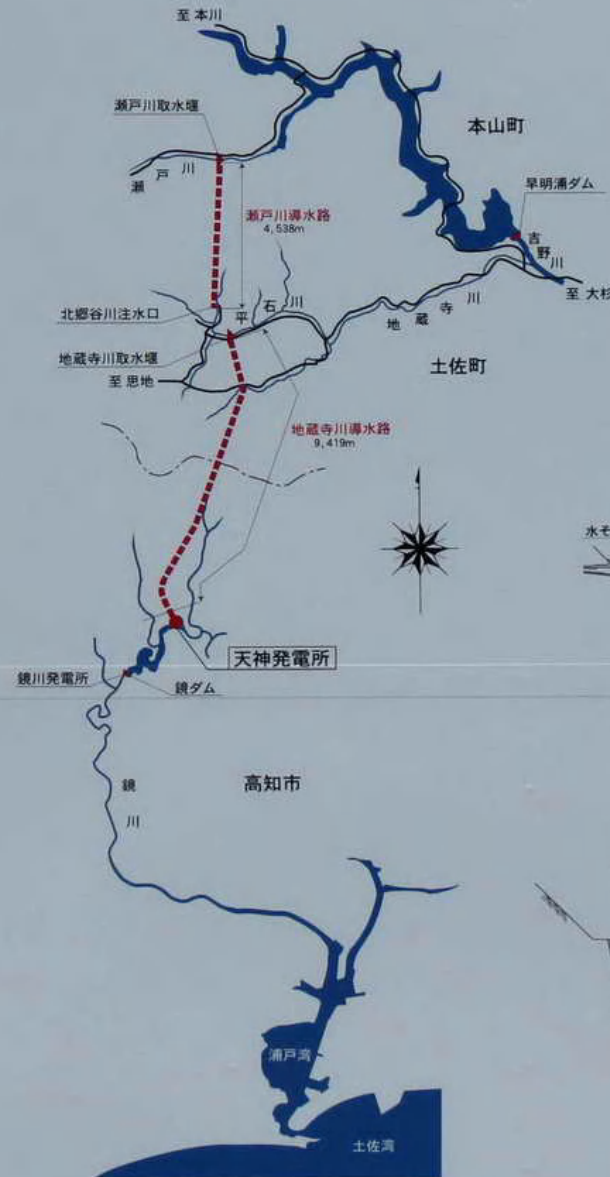 至 本川
瀬戸川取水堰
本山町
瀬戸川
早明浦ダム
瀬戸川導水路
4,538m
吉野川
至 大杉
北郷谷川注水口
平石川
地蔵寺川
地蔵寺川取水堰
土佐町
至 思地
地蔵寺川導水路
9,419m
水そ
天神発電所
鏡川発電所
鏡ダム
高知市
鏡川
浦戸湾
土佐湾